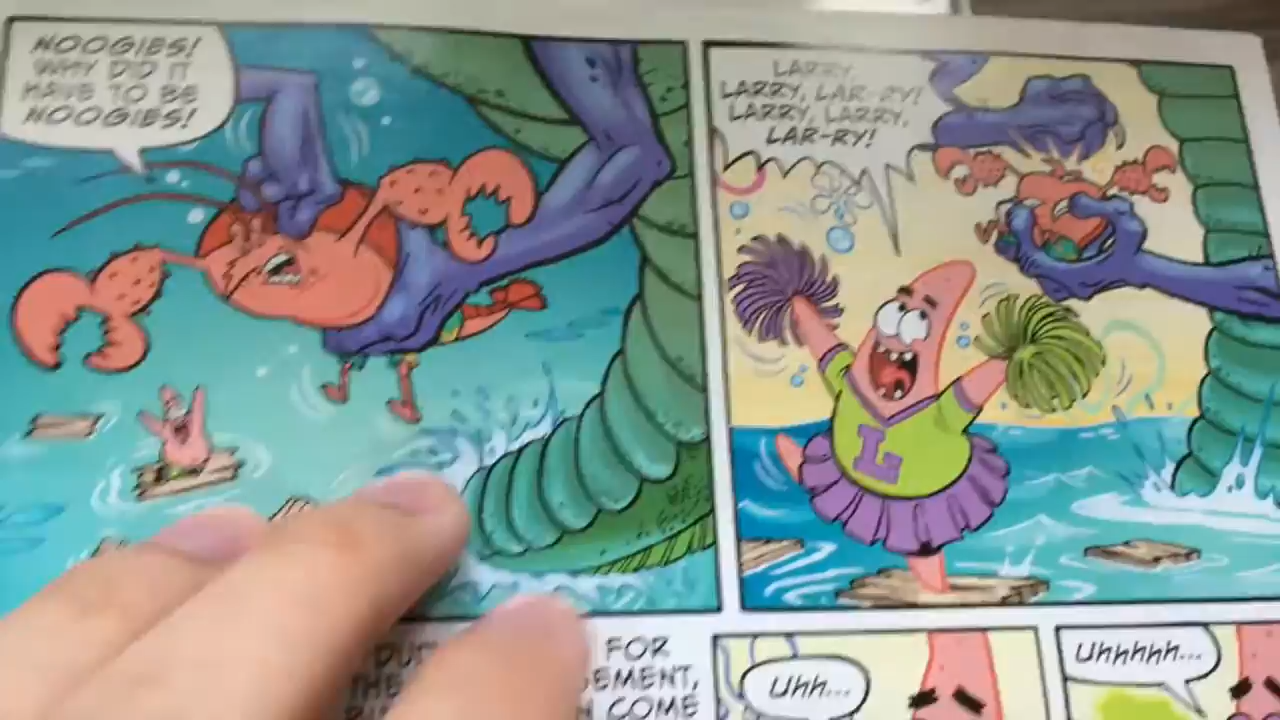 NOOGIES!
WHY DID IT
HAVE TO BE
NOOGIES!
LARRY,
LARRY, LAR-RY!
LARRY, LARRY,
LAR-RY!
L
FOR
COME
Uhh...
Uhhhhh...